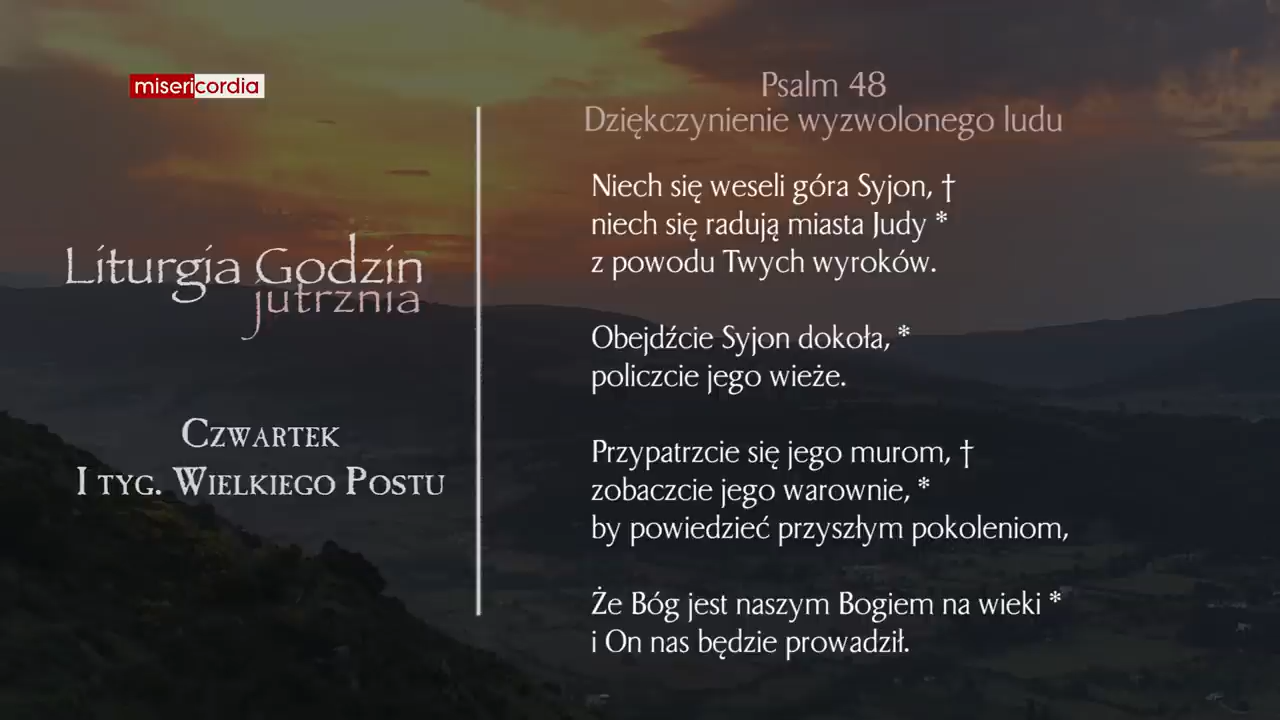 misericordia
Liturgia Godzin
jutrznia
Czwartek
I tyg. Wielkiego Postu
Psalm 48
Dziękczynienie wyzwolonego ludu
Niech się weseli góra Syjon, †
niech się radują miasta Judy *
z powodu Twych wyroków.
Obejdźcie Syjon dokoła, *
policzcie jego wieże.
Przypatrzcie się jego murom, †
zobaczcie jego warownie, *
by powiedzieć przyszłym pokoleniom,
Że Bóg jest naszym Bogiem na wieki *
i On nas będzie prowadził.